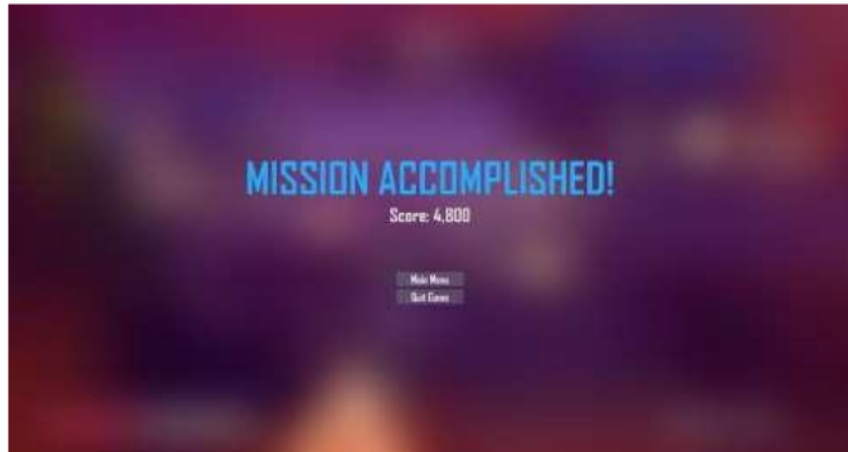 MISSION ACCOMPLISHED!
Score: 4,800
Main Menu
Quit Game